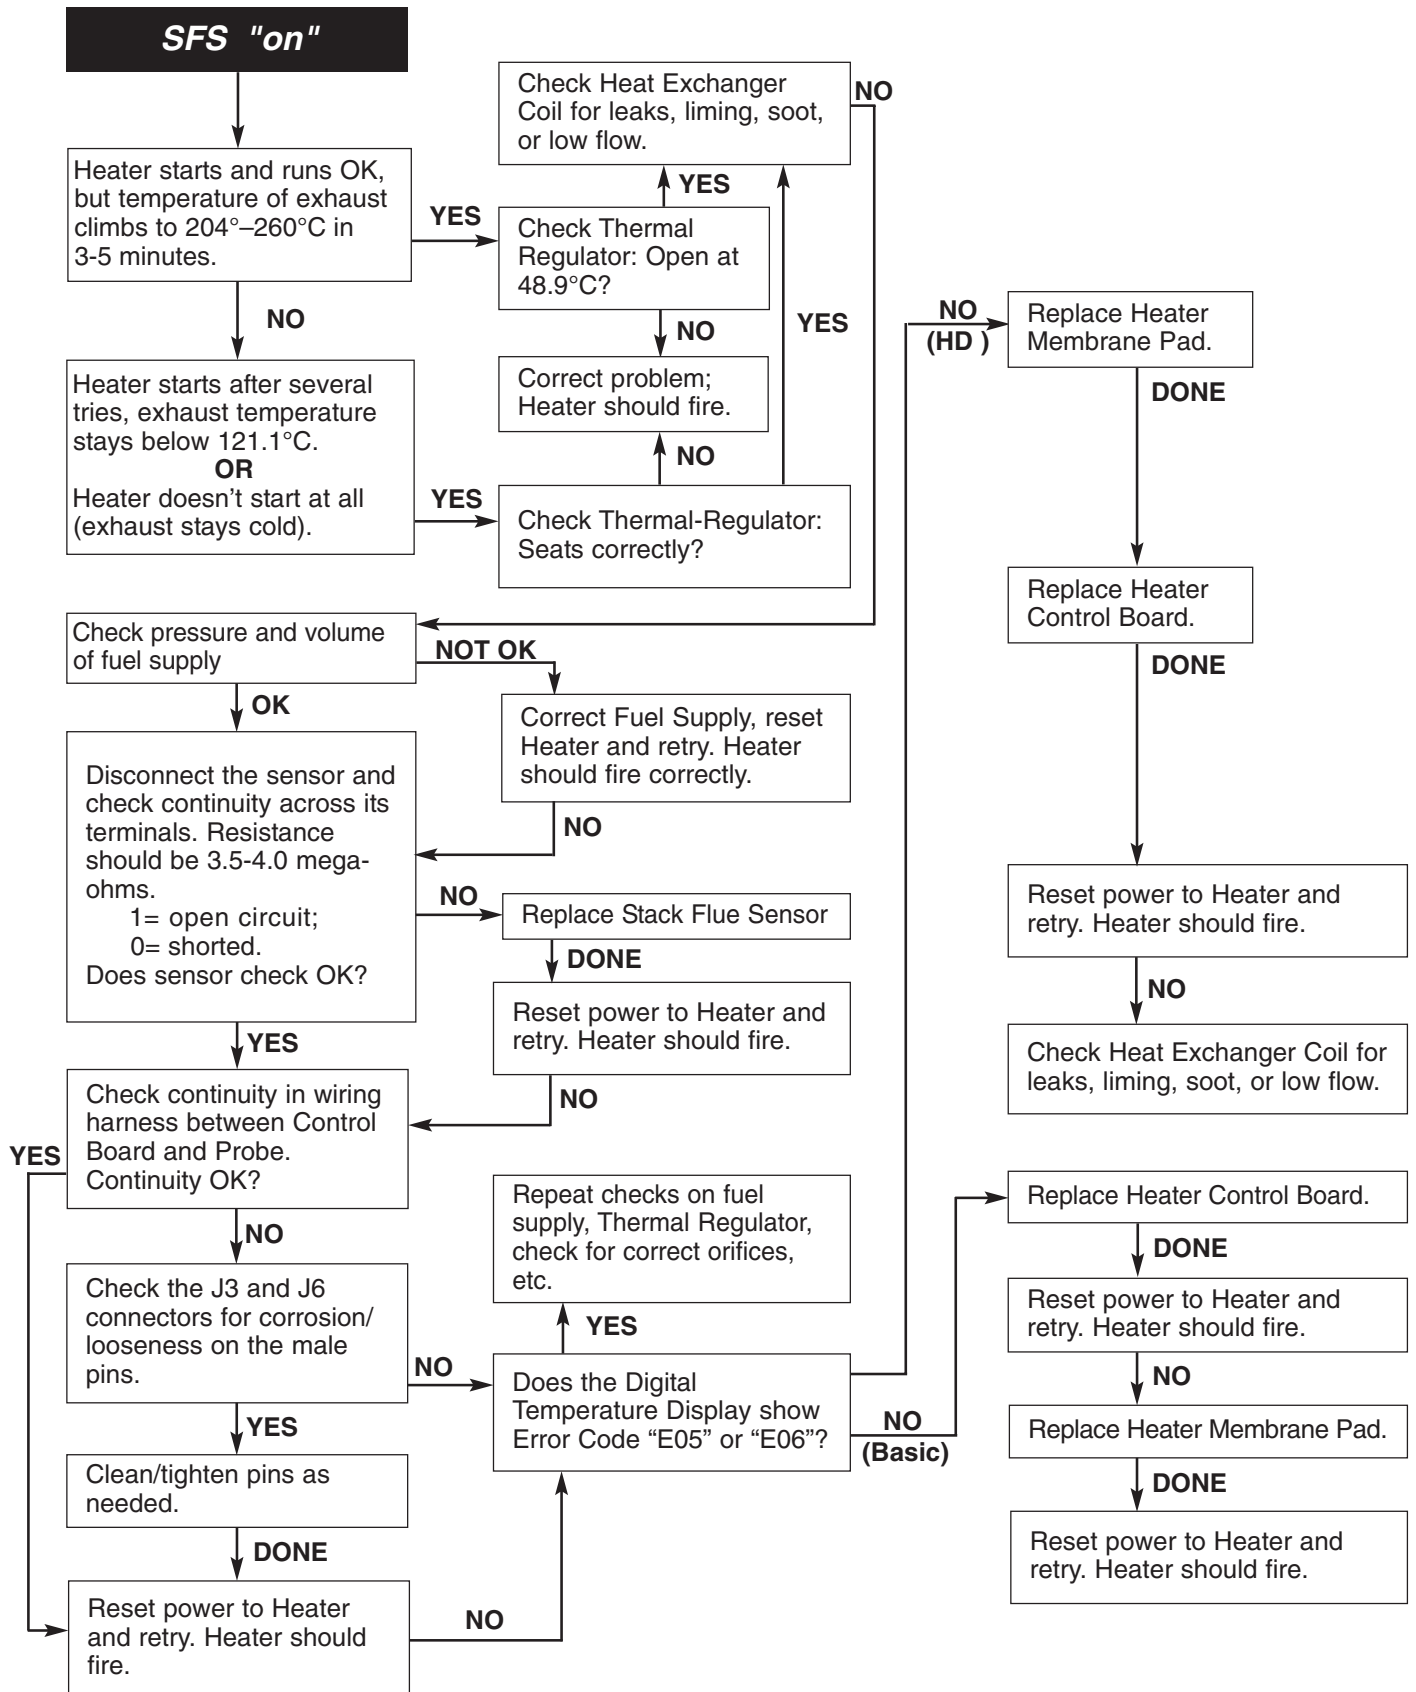 SFS "on"
Heater starts and runs OK,
but temperature of exhaust
climbs to 204°–260°C in
3-5 minutes.
YES
NO
Check Heat Exchanger
Coil for leaks, liming, soot,
or low flow.
NO
YES
Check Thermal
Regulator: Open at
48.9°C?
NO
YES
Correct problem;
Heater should fire.
NO
Heater starts after several
tries, exhaust temperature
stays below 121.1°C.
OR
Heater doesn't start at all
(exhaust stays cold).
YES
Check Thermal-Regulator:
Seats correctly?
Check pressure and volume
of fuel supply
NOT OK
OK
Correct Fuel Supply, reset
Heater and retry. Heater
should fire correctly.
NO
Disconnect the sensor and
check continuity across its
terminals. Resistance
should be 3.5-4.0 mega-
ohms.
1= open circuit;
0= shorted.
Does sensor check OK?
NO
Replace Stack Flue Sensor
DONE
Reset power to Heater and
retry. Heater should fire.
NO
YES
Check continuity in wiring
harness between Control
Board and Probe.
Continuity OK?
YES
NO
Check the J3 and J6
connectors for corrosion/
looseness on the male
pins.
NO
YES
Clean/tighten pins as
needed.
DONE
Reset power to Heater
and retry. Heater should
fire.
NO
Repeat checks on fuel
supply, Thermal Regulator,
check for correct orifices,
etc.
YES
Does the Digital
Temperature Display show
Error Code “E05” or “E06”?
NO
(Basic)
NO
(HD )
Replace Heater
Membrane Pad.
DONE
Replace Heater
Control Board.
DONE
Reset power to Heater and
retry. Heater should fire.
NO
Check Heat Exchanger Coil for
leaks, liming, soot, or low flow.
Replace Heater Control Board.
DONE
Reset power to Heater and
retry. Heater should fire.
NO
Replace Heater Membrane Pad.
DONE
Reset power to Heater and
retry. Heater should fire.